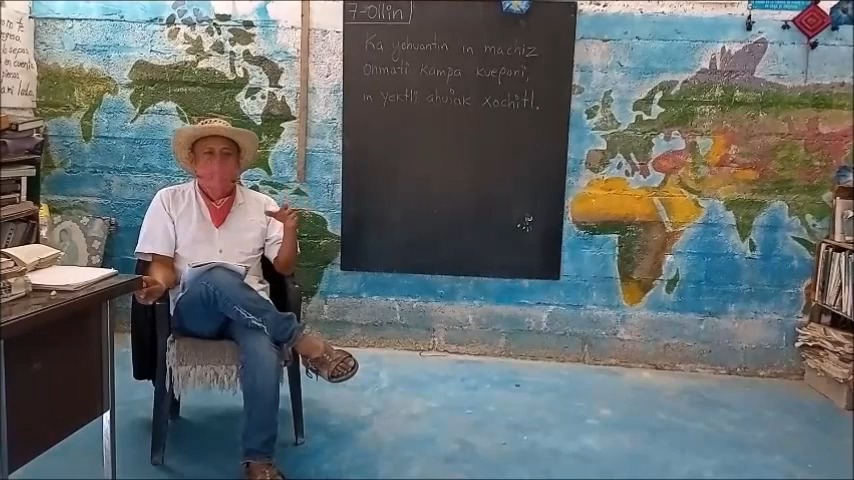 7-Ollin
Ka yehuantin in machiz
onmati kampa kueponi,
in yektli ahuiak xochitl.